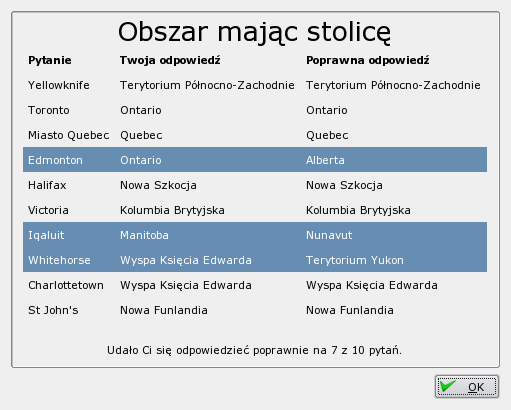 Obszar mając stolicę
Pytanie Twoja odpowiedź Poprawna odpowiedź
Yellowknife Terytorium Północno-Zachodnie Terytorium Północno-Zachodnie
Toronto Ontario Ontario
Miasto Quebec Quebec Quebec
Edmonton Ontario Alberta
Halifax Nowa Szkocja Nowa Szkocja
Victoria Kolumbia Brytyjska Kolumbia Brytyjska
Iqaluit Manitoba Nunavut
Whitehorse Wyspa Księcia Edwarda Terytorium Yukon
Charlottetown Wyspa Księcia Edwarda Wyspa Księcia Edwarda
St John's Nowa Funlandia Nowa Funlandia
Udało Ci się odpowiedzieć poprawnie na 7 z 10 pytań.
OK